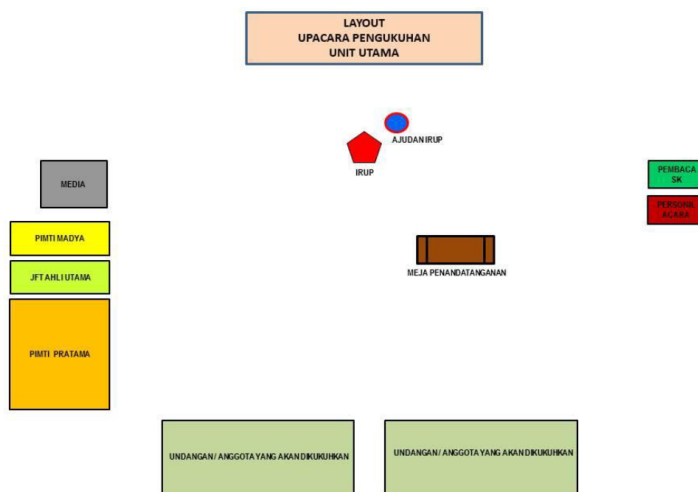 LAYOUT
UPACARA PENGUKUHAN
UNIT UTAMA
AJUDAN IRUP
IRUP
MEDIA
PEMBACA
SK
PIMTI MADYA
ACARA
JFT AHLI UTAMA
MEJA PENANDATANGANAN
PIMTI PRATAMA
UNDANGAN/ ANGGOTA YANG AKAN DIKUKUHKAN
UNDANGAN/ ANGGOTA YANG AKAN DIKUKUHKAN